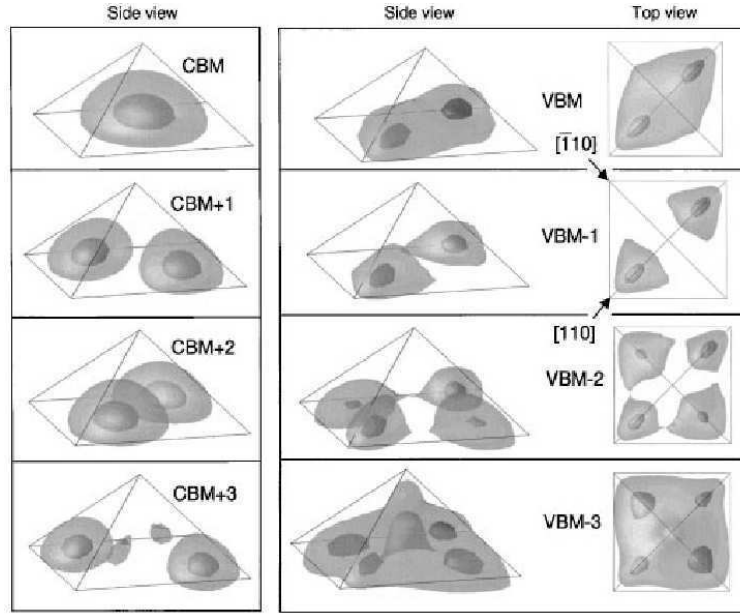 Side view
Side view
Top view
CBM
VBM
[1̄10]
CBM+1
VBM-1
[110]
CBM+2
VBM-2
CBM+3
VBM-3